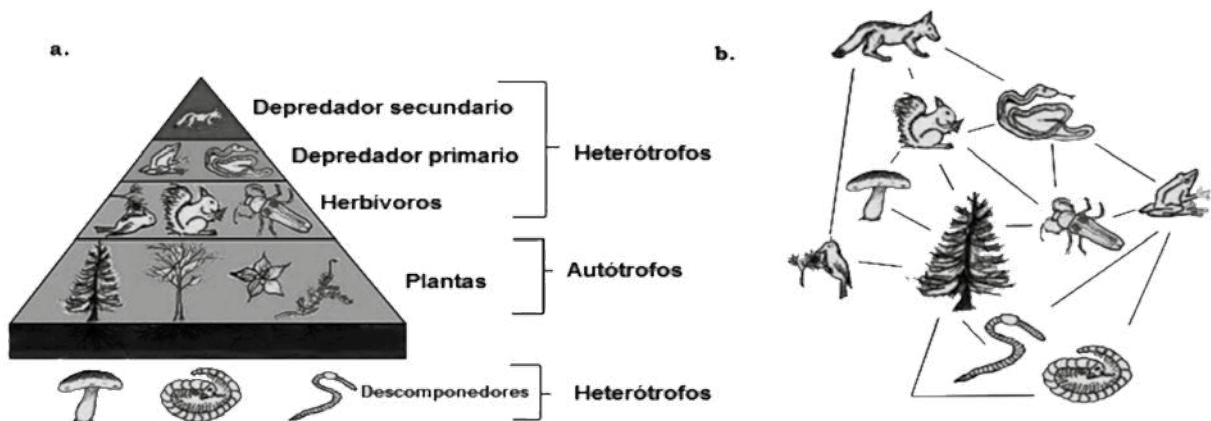 a.
b.
Depredador secundario
Depredador primario
Heterótrofos
Herbívoros
Plantas
Autótrofos
Descomponedores
Heterótrofos